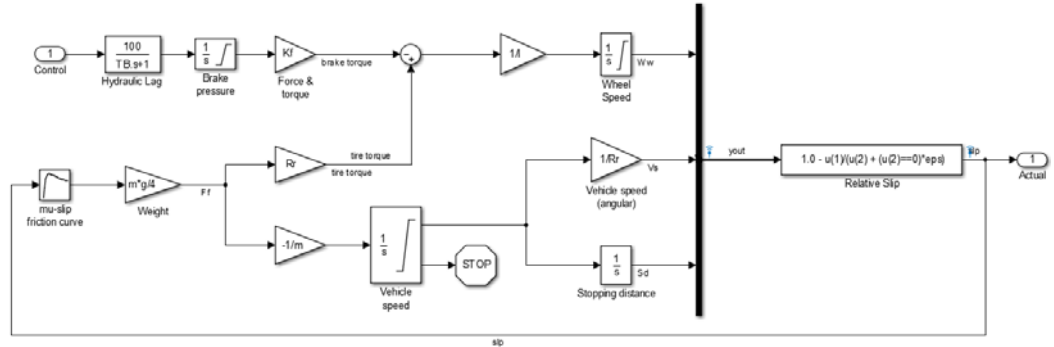 1
Control
100
TB.s+1
Hydraulic Lag
1
s
Brake
pressure
Kf
Force &
torque
brake torque
-
+
1/I
1
s
Wheel
Speed
Ww
mu-slip
friction curve
m*g/4
Weight
Ff
Rr
tire torque
tire torque
-1/m
1
s
Vehicle
speed
STOP
1/Rr
Vehicle speed
(angular)
Vs
1
s
Stopping distance
Sd
yout
1.0 - u(1)/(u(2) + (u(2)==0)*eps)
Relative Slip
slp
1
Actual
slp